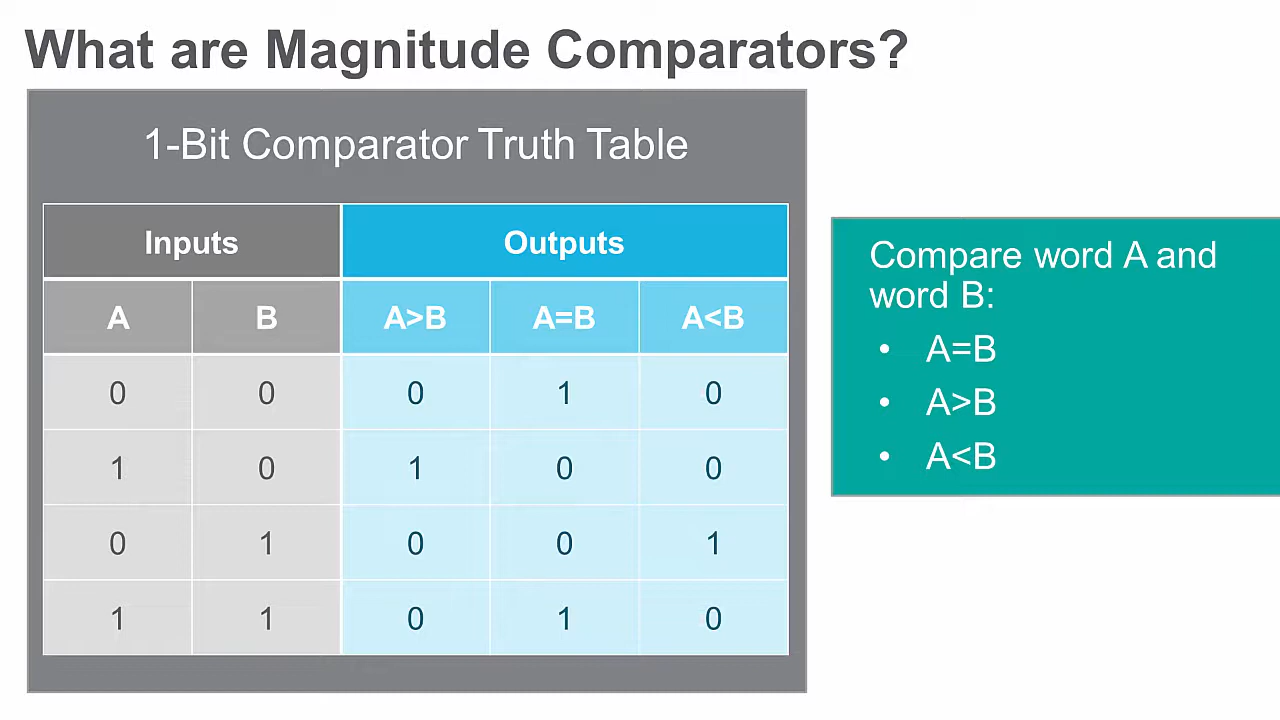 What are Magnitude Comparators?
1-Bit Comparator Truth Table
Inputs Outputs
A B A>B A=B A<B
0 0 0 1 0
1 0 1 0 0
0 1 0 0 1
1 1 0 1 0
Compare word A and
word B:
• A=B
• A>B
• A<B